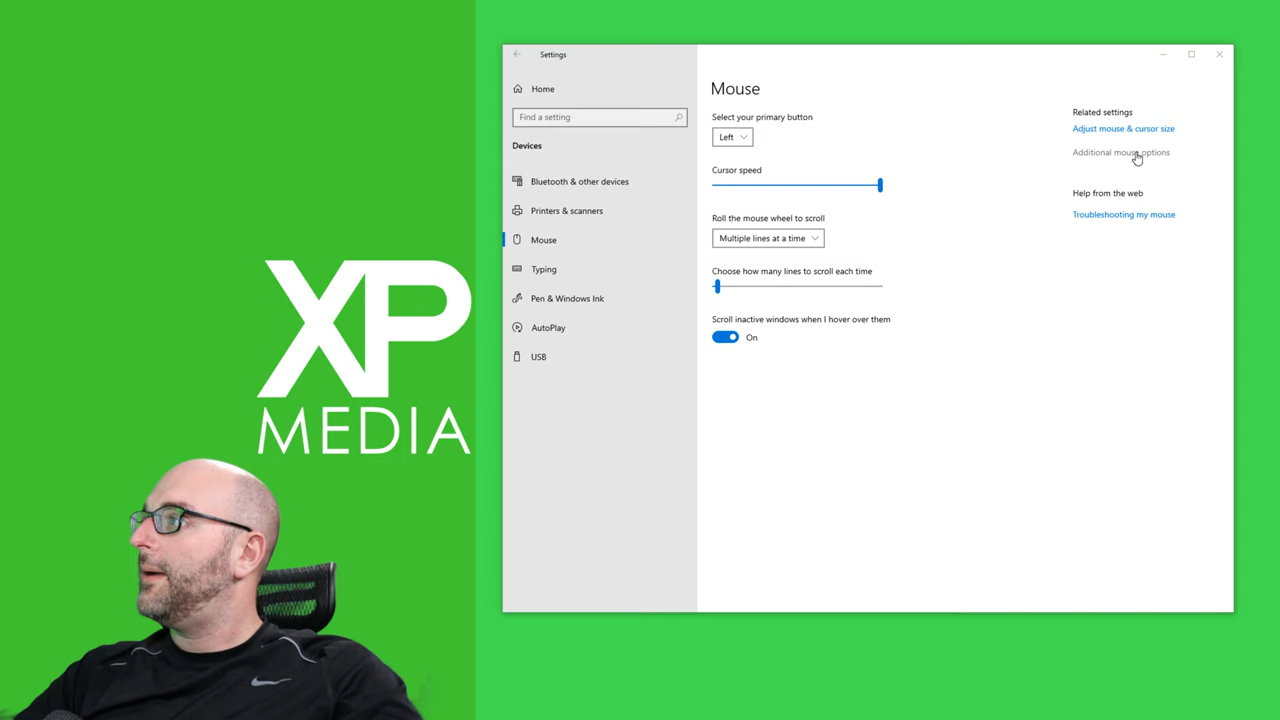 Settings
Home
Find a setting
Devices
Bluetooth & other devices
Printers & scanners
Mouse
Typing
Pen & Windows Ink
AutoPlay
USB
Mouse
Select your primary button
Left
Cursor speed
Roll the mouse wheel to scroll
Multiple lines at a time
Choose how many lines to scroll each time
Scroll inactive windows when I hover over them
On
Related settings
Adjust mouse & cursor size
Additional mouse options
Help from the web
Troubleshooting my mouse
XP
MEDIA